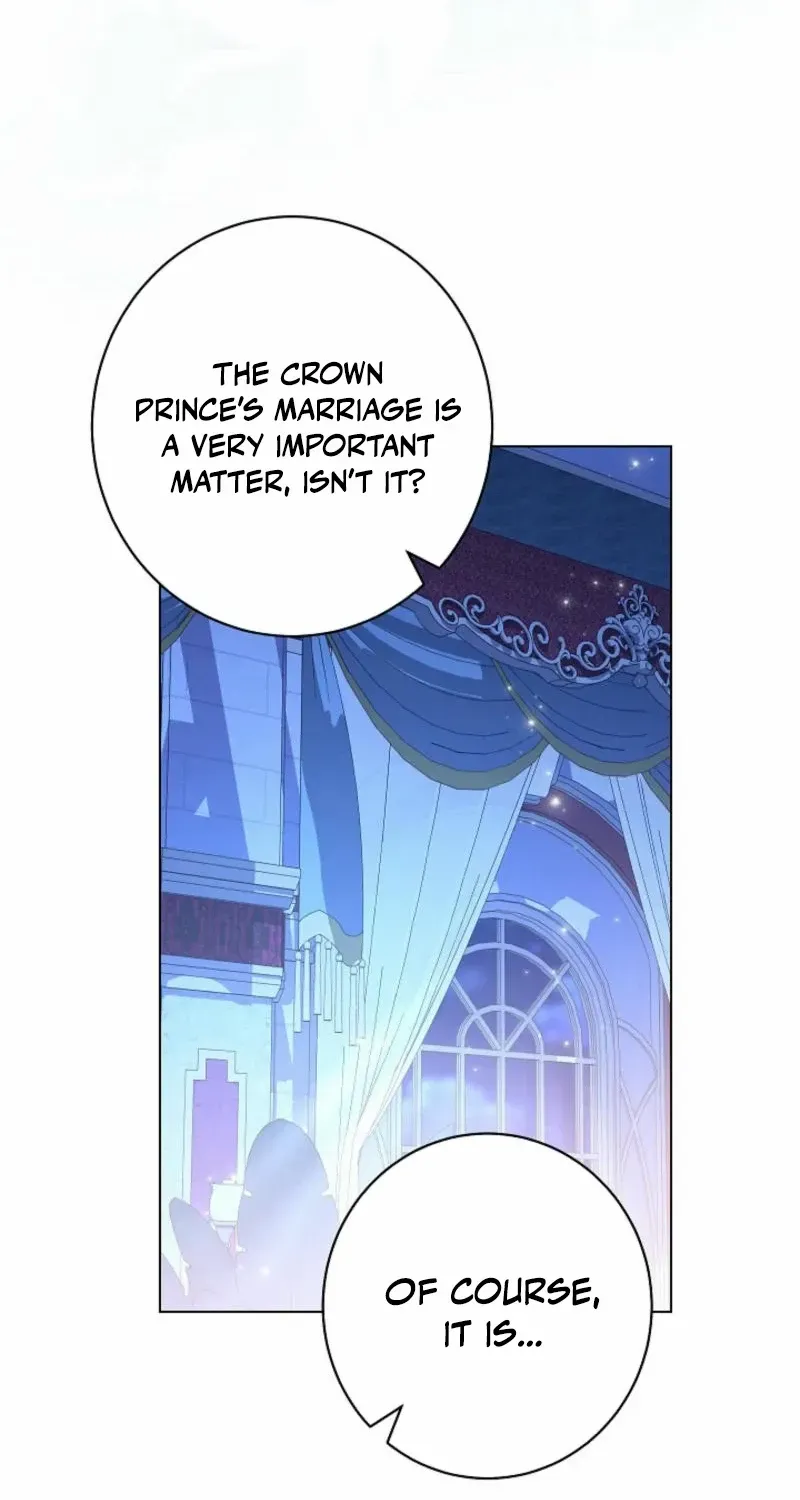 THE CROWN
PRINCE'S MARRIAGE IS
A VERY IMPORTANT
MATTER, ISN'T IT?
OF COURSE,
IT IS...